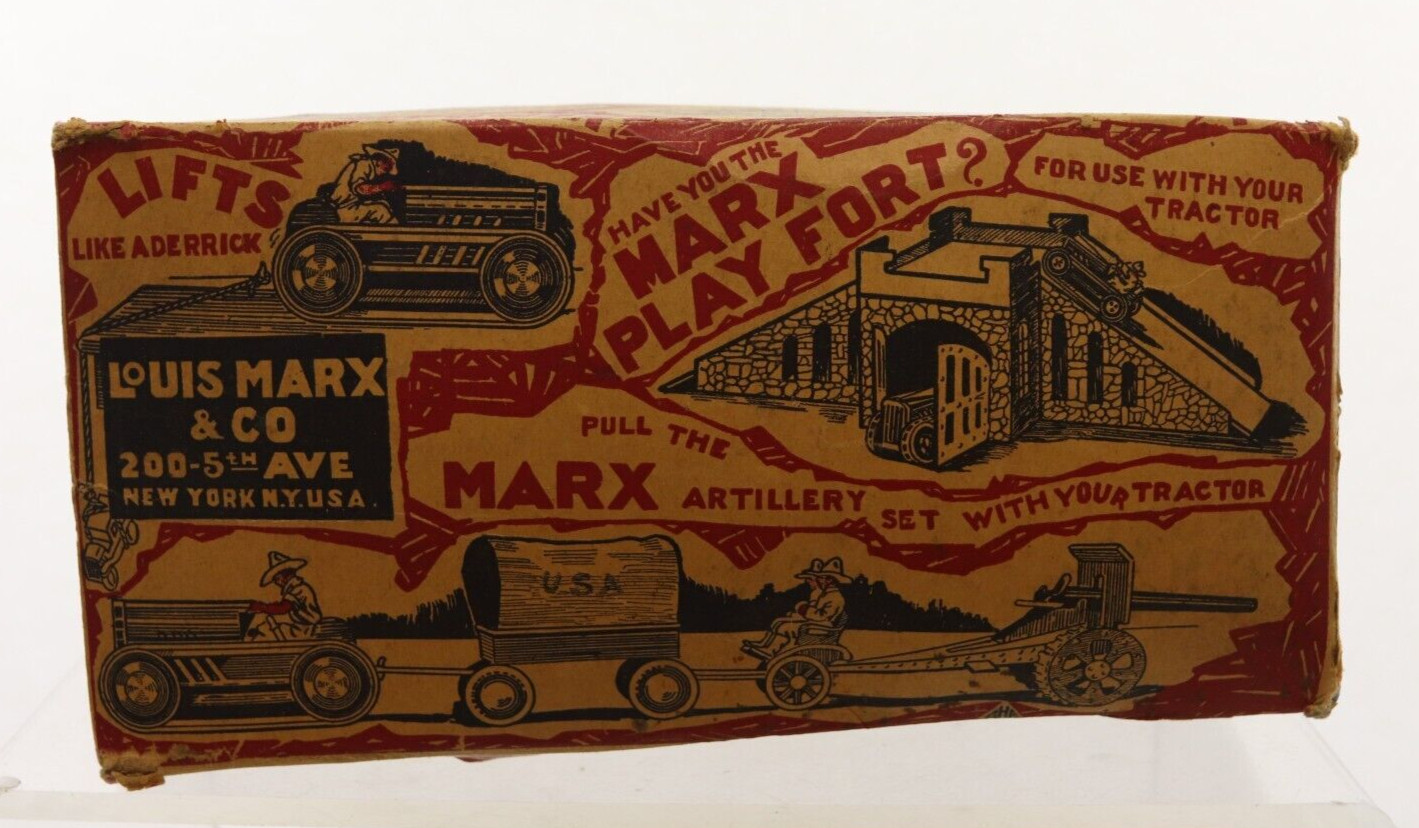 LIFTS
LIKE A DERRICK
LOUIS MARX
& CO
200-5TH AVE
NEW YORK N.Y. U.S.A.
HAVE YOU THE
MARX
PLAY FORT?
FOR USE WITH YOUR
TRACTOR
PULL THE
MARX ARTILLERY SET WITH YOUR TRACTOR
U.S.A